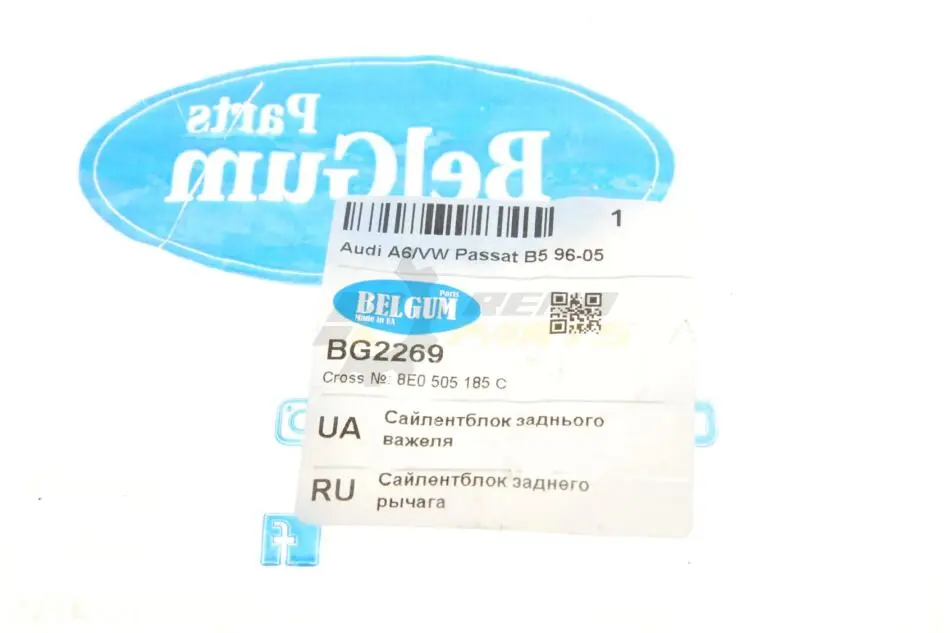 Parts
BelGum
1
Audi A6/VW Passat B5 96-05
Parts
BELGUM
Made in EA
BG2269
Cross №: 8E0 505 185 C
UA
Сайлентблок заднього
важеля
RU
Сайлентблок заднего
рычага
f